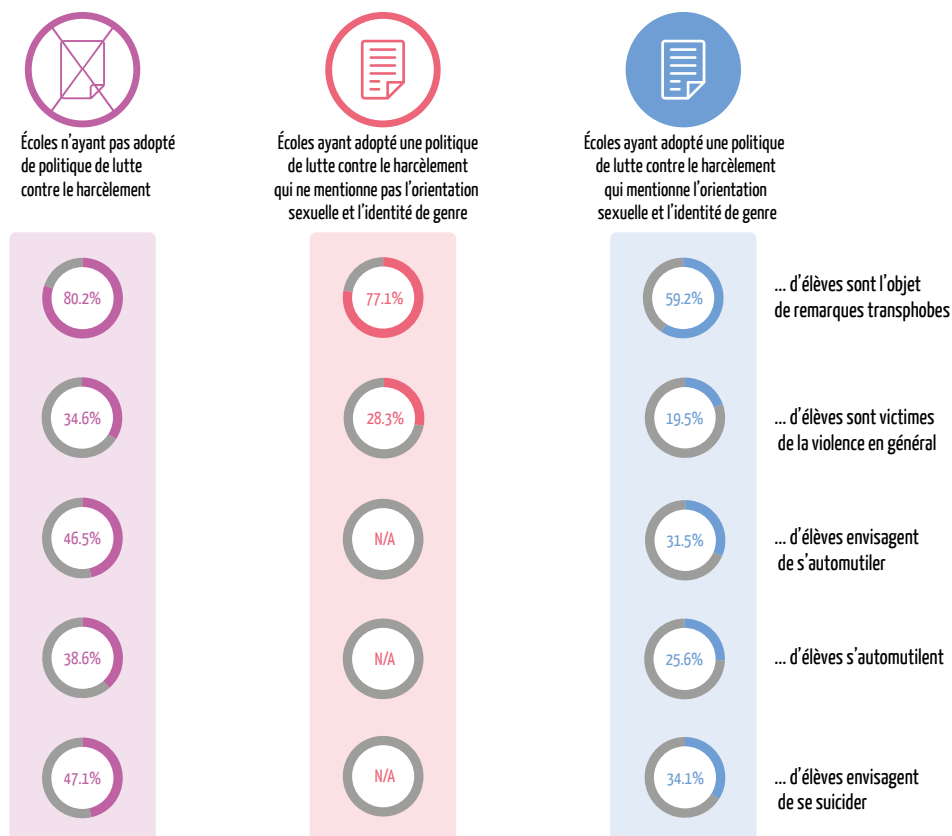 Écoles n'ayant pas adopté
de politique de lutte
contre le harcèlement
Écoles ayant adopté une politique
de lutte contre le harcèlement
qui ne mentionne pas l'orientation
sexuelle et l'identité de genre
Écoles ayant adopté une politique
de lutte contre le harcèlement
qui mentionne l'orientation
sexuelle et l'identité de genre
80.2%
77.1%
59.2%
... d'élèves sont l'objet
de remarques transphobes
34.6%
28.3%
19.5%
... d'élèves sont victimes
de la violence en général
46.5%
N/A
31.5%
... d'élèves envisagent
de s'automutiler
38.6%
N/A
25.6%
... d'élèves s'automutilent
47.1%
N/A
34.1%
... d'élèves envisagent
de se suicider